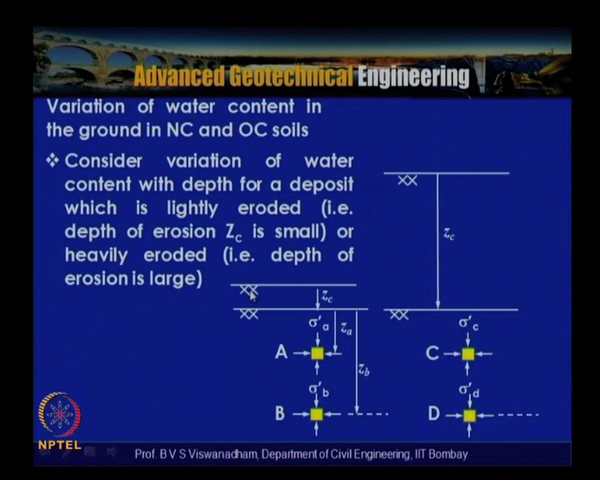 Advanced Geotechnical Engineering
Variation of water content in
the ground in NC and OC soils
❖ Consider variation of water
content with depth for a deposit
which is lightly eroded (i.e.
depth of erosion Zc is small) or
heavily eroded (i.e. depth of
erosion is large)
zc
zc
σ'a
za
σ'c
A
zb
C
σ'b
σ'd
B
D
NPTEL
Prof. B V S Viswanadham, Department of Civil Engineering, IIT Bombay